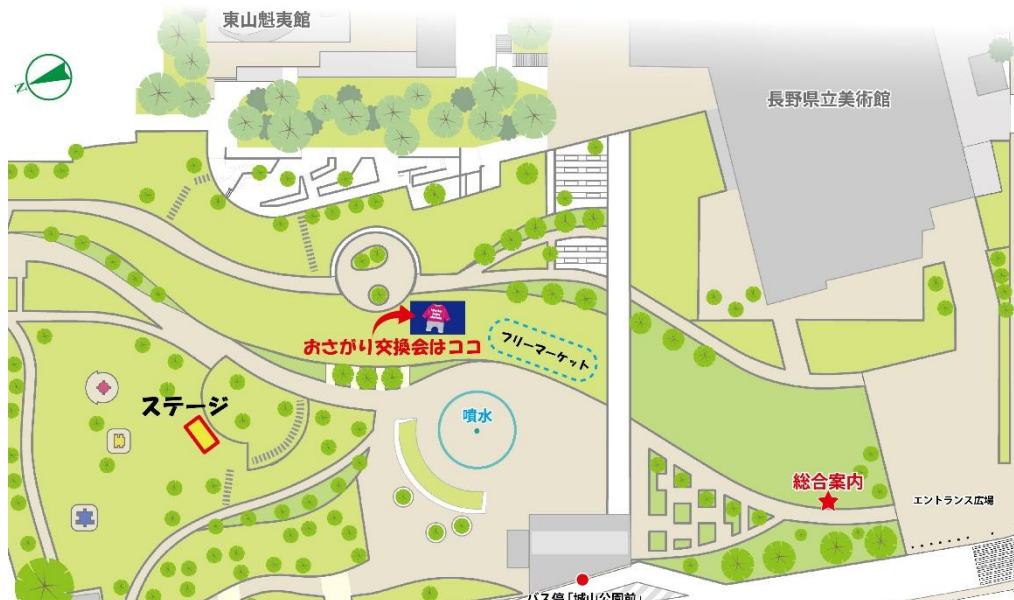 東山魁夷館
N
長野県立美術館
おさがり交換会はココ
フリーマーケット
ステージ
噴水
総合案内
エントランス広場
バス停「城山公園前」